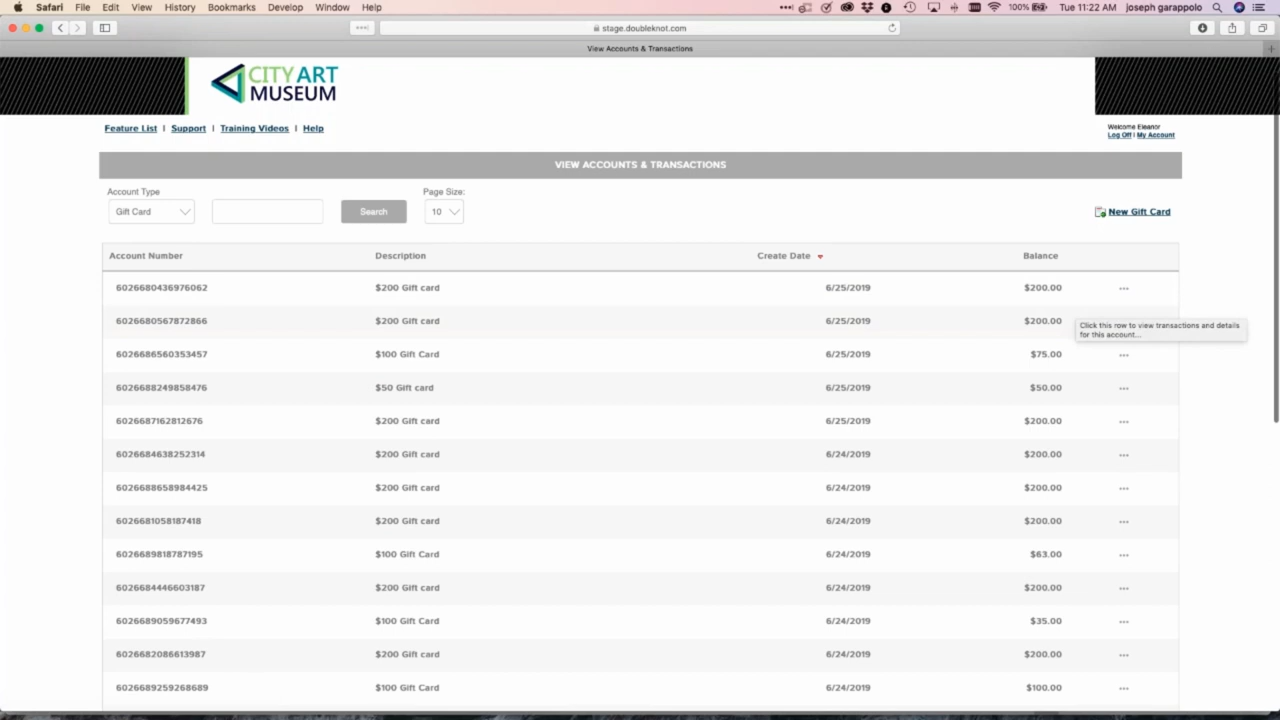 Safari File Edit View History Bookmarks Develop Window Help 100% Tue 11:22 AM joseph garappolo
stage.doubleknot.com
View Accounts & Transactions
CITY ART
MUSEUM
Feature List | Support | Training Videos | Help
Welcome Eleanor
Log Off | My Account
VIEW ACCOUNTS & TRANSACTIONS
Account Type Page Size:
Gift Card Search 10 New Gift Card
Account Number Description Create Date Balance
6026680436976062 $200 Gift card 6/25/2019 $200.00 ...
6026680567872866 $200 Gift card 6/25/2019 $200.00
Click this row to view transactions and details
for this account...
6026686560353457 $100 Gift Card 6/25/2019 $75.00 ...
6026688249858476 $50 Gift card 6/25/2019 $50.00 ...
6026687162812676 $200 Gift card 6/25/2019 $200.00 ...
6026684638252314 $200 Gift card 6/24/2019 $200.00 ...
6026688658984425 $200 Gift card 6/24/2019 $200.00 ...
6026681058187418 $200 Gift card 6/24/2019 $200.00 ...
6026689818787195 $100 Gift Card 6/24/2019 $63.00 ...
6026684446603187 $200 Gift card 6/24/2019 $200.00 ...
6026689059677493 $100 Gift Card 6/24/2019 $35.00 ...
6026682086613987 $200 Gift card 6/24/2019 $200.00 ...
6026689259268689 $100 Gift Card 6/24/2019 $100.00 ...